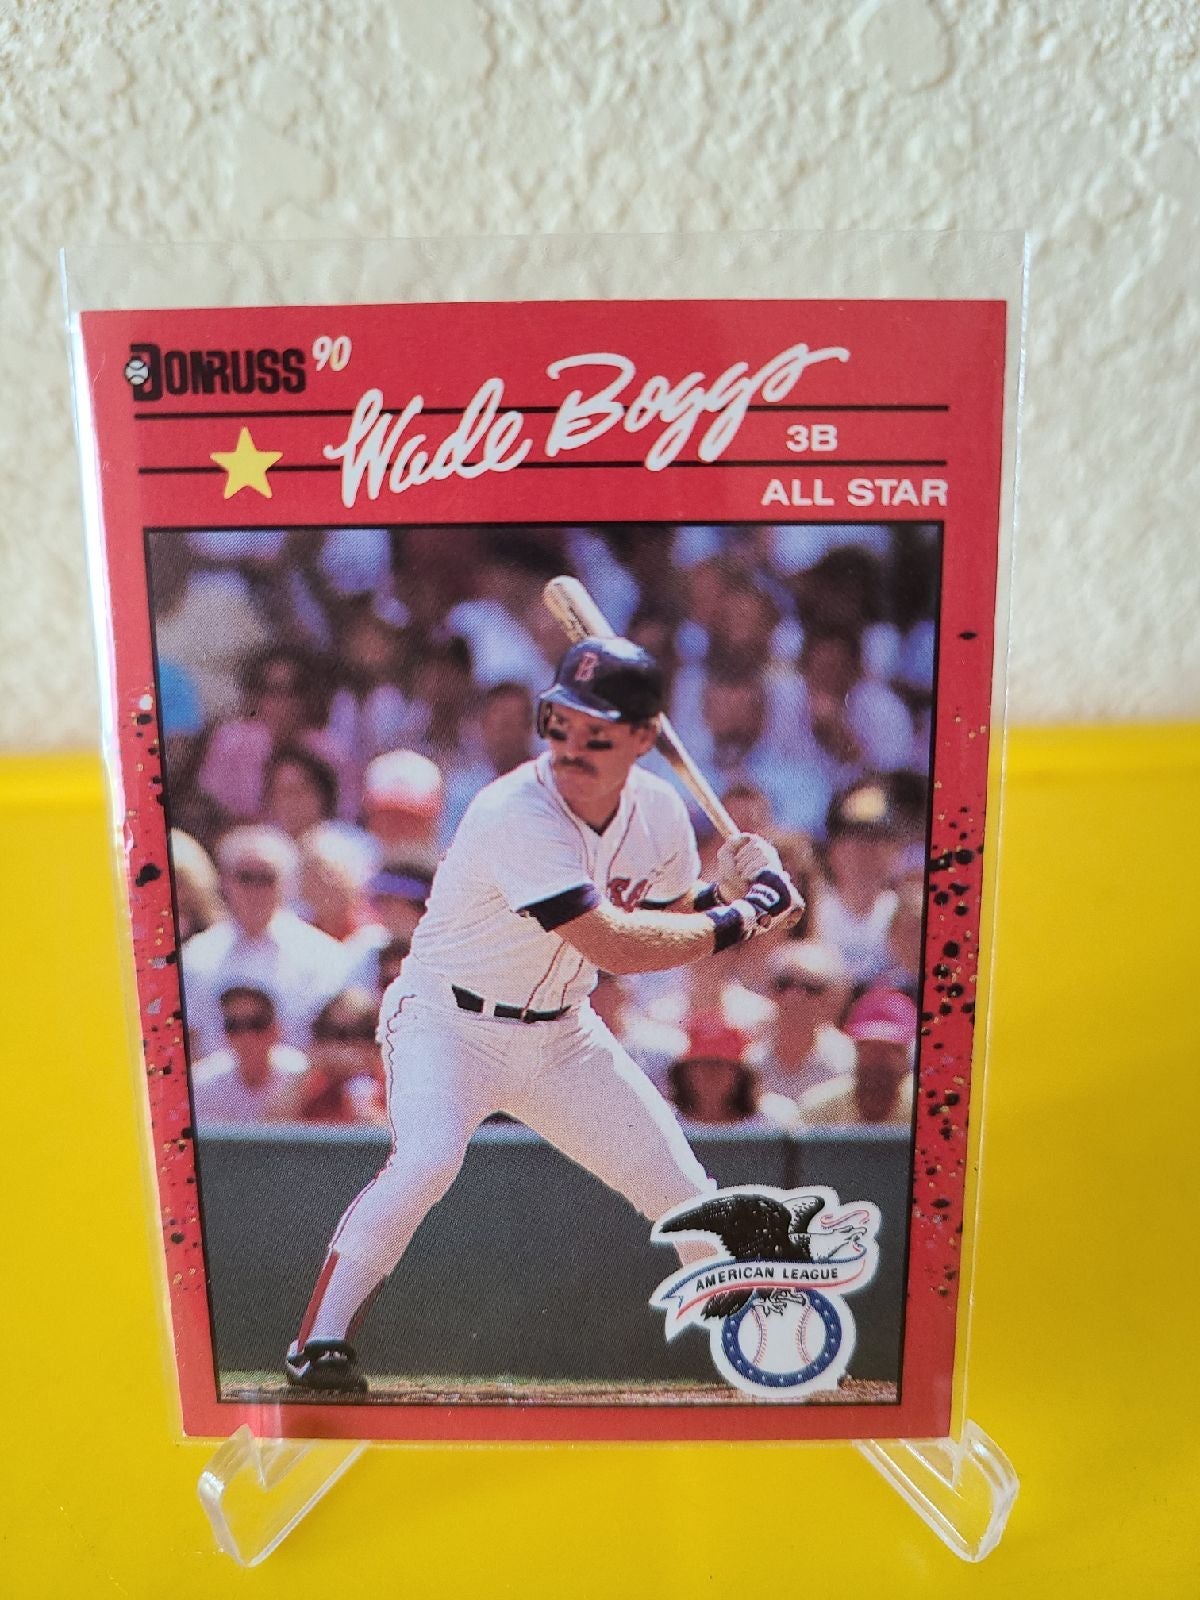 DONRUSS 90
Wade Boggs
3B
ALL STAR
B
AMERICAN LEAGUE